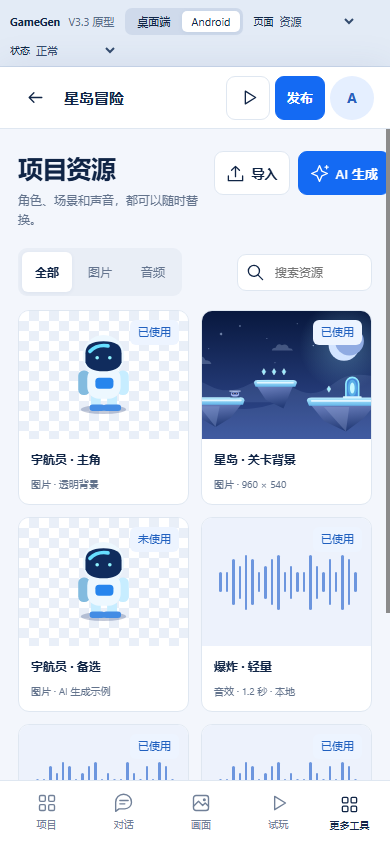 GameGen V3.3 原型 桌面端 Android 页面 资源
状态 正常
星岛冒险 发布 A
项目资源 导入 AI 生成
角色、场景和声音，都可以随时替
换。
全部 图片 音频 搜索资源
已使用 已使用
宇航员 · 主角 星岛 · 关卡背景
图片 · 透明背景 图片 · 960 × 540
未使用 已使用
宇航员 · 备选 爆炸 · 轻量
图片 · AI 生成示例 音效 · 1.2 秒 · 本地
已使用 已使用
项目 对话 画面 试玩 更多工具